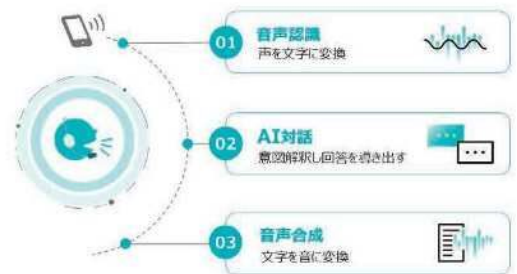 01
音声認識
声を文字に変換
02
AI対話
意図解釈し回答を導き出す
03
音声合成
文字を音に変換